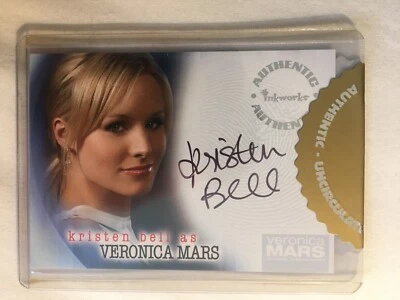 AUTHENTIC
inkworks
AUTHENTIC
AUTHENTIC - UNCIRCULATED
Kristen
Bell
kristen bell as
VERONICA MARS
veronica
MARS